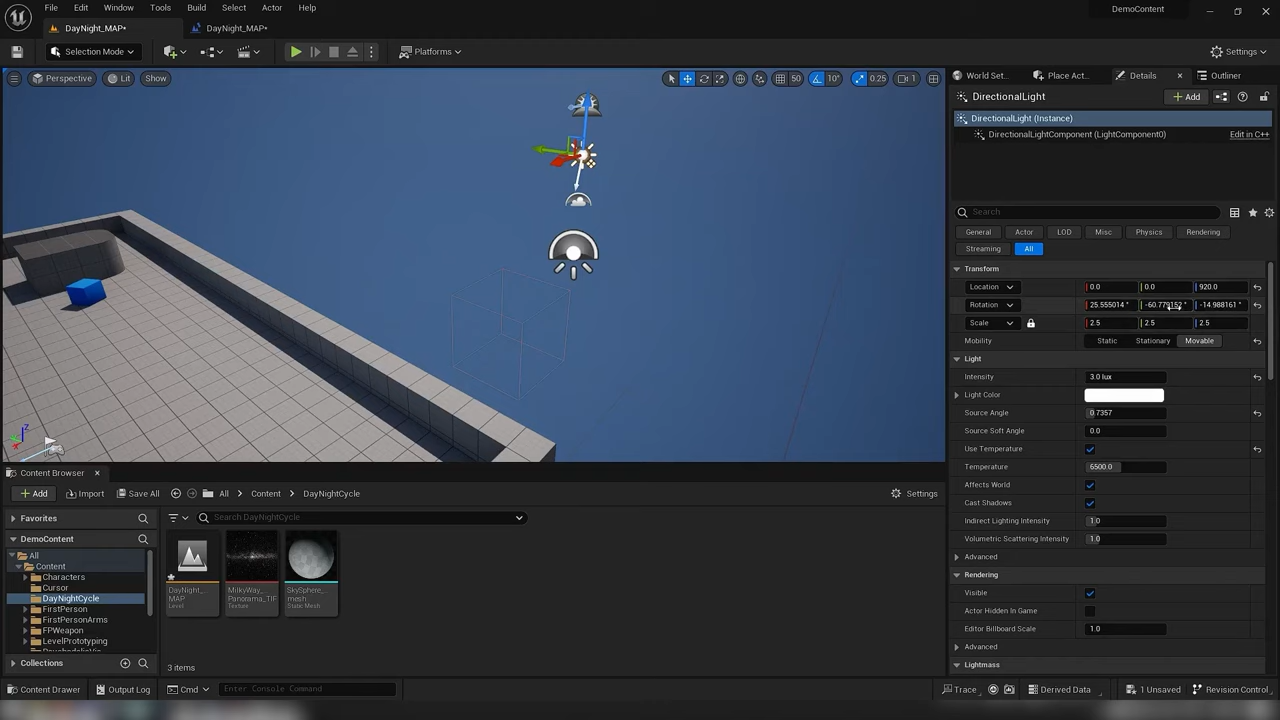 File Edit Window Tools Build Select Actor Help
DemoContent
DayNight_MAP•
DayNight_MAP•
Selection Mode
Platforms
Settings
Perspective
Lit
Show
50
10°
0.25
1
World Set...
Place Act...
Details
Outliner
DirectionalLight
Add
DirectionalLight (Instance)
DirectionalLightComponent (LightComponent0)
Edit in C++
Search
General
Actor
LOD
Misc
Physics
Rendering
Streaming
All
Transform
Location 0.0 0.0 920.0
Rotation 25.555014 ° -60.779152 ° -14.988161 °
Scale 2.5 2.5 2.5
Mobility Static Stationary Movable
Light
Intensity 3.0 lux
Light Color
Source Angle 0.7357
Source Soft Angle 0.0
Use Temperature
Temperature 6500.0
Affects World
Cast Shadows
Indirect Lighting Intensity 1.0
Volumetric Scattering Intensity 1.0
Advanced
Rendering
Visible
Actor Hidden In Game
Editor Billboard Scale 1.0
Advanced
Lightmass
Z
Content Browser
Add
Import
Save All
All
Content
DayNightCycle
Settings
Favorites
DemoContent
All
Content
Characters
Cursor
DayNightCycle
FirstPerson
FirstPersonArms
FPWeapon
LevelPrototyping
Collections
Search DayNightCycle
DayNight_
MAP
Level
MilkyWay_
Panorama_TIF
Texture
SkySphere_
mesh
Static Mesh
3 items
Content Drawer
Output Log
Cmd
Enter Console Command
Trace
Derived Data
1 Unsaved
Revision Control